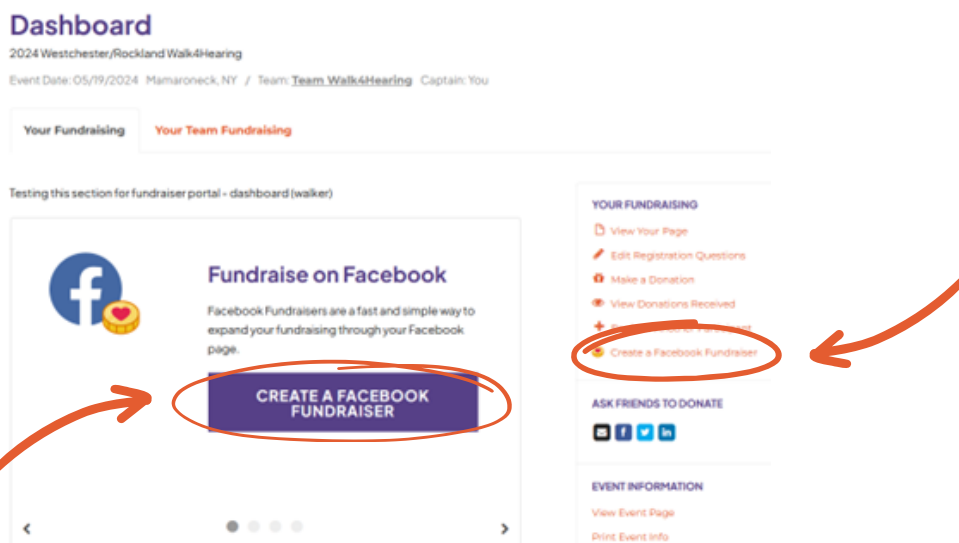 Dashboard
2024 Westchester/Rockland Walk4Hearing
Event Date: 05/19/2024 Mamaroneck, NY / Team: Team Walk4Hearing Captain: You
Your Fundraising
Your Team Fundraising
Testing this section for fundraiser portal - dashboard (walker)
Fundraise on Facebook
Facebook Fundraisers are a fast and simple way to
expand your fundraising through your Facebook
page.
CREATE A FACEBOOK
FUNDRAISER
YOUR FUNDRAISING
View Your Page
Edit Registration Questions
Make a Donation
View Donations Received
Create a Facebook Fundraiser
ASK FRIENDS TO DONATE
EVENT INFORMATION
View Event Page
Print Event Info